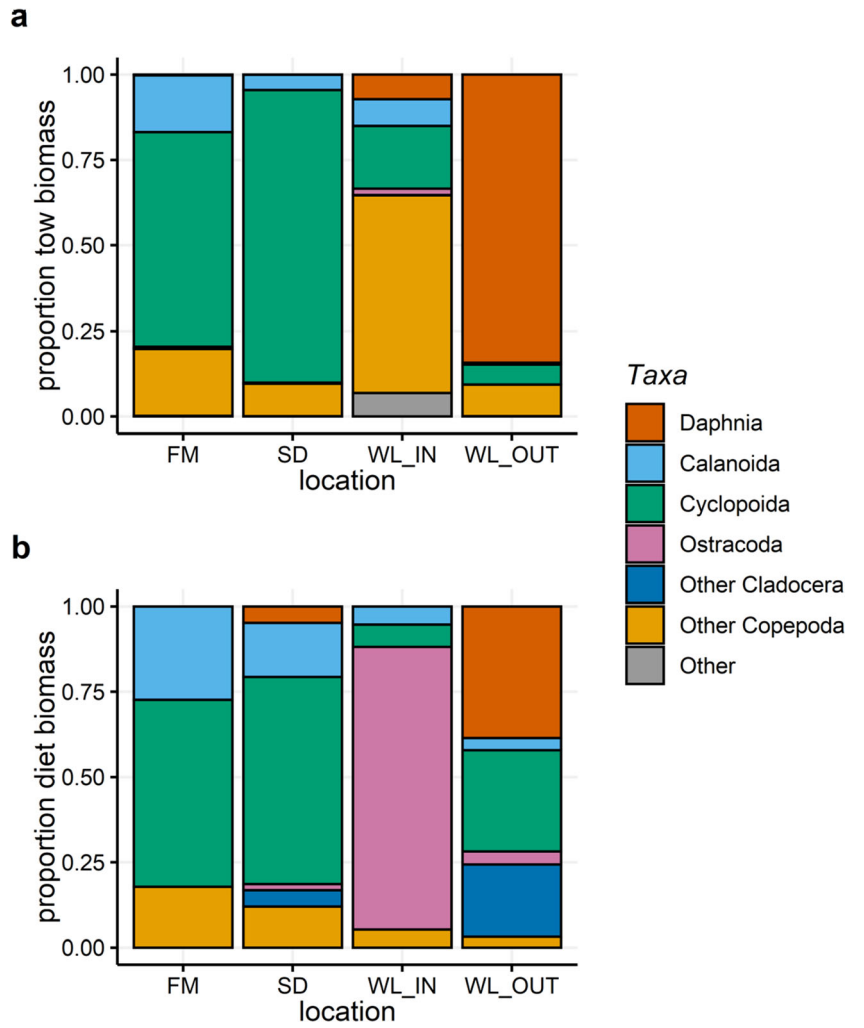 a
proportion tow biomass
1.00
0.75
0.50
0.25
0.00
FM SD WL_IN WL_OUT
location
Taxa
Daphnia
Calanoida
Cyclopoida
Ostracoda
Other Cladocera
Other Copepoda
Other
b
proportion diet biomass
1.00
0.75
0.50
0.25
0.00
FM SD WL_IN WL_OUT
location